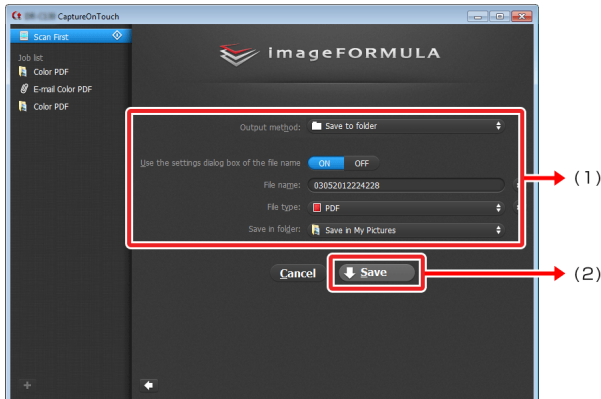 CaptureOnTouch
Scan First
Job list
Color PDF
E-mail Color PDF
Color PDF
imageFORMULA
Output method: Save to folder
Use the settings dialog box of the file name ON OFF
File name: 03052012224228
File type: PDF
Save in folder: Save in My Pictures
(1)
Cancel Save
(2)